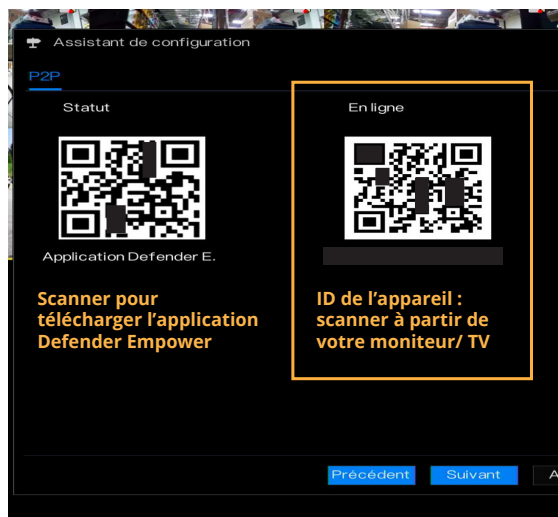 Assistant de configuration
P2P
Statut
En ligne
Application Defender E.
Scanner pour
télécharger l’application
Defender Empower
ID de l’appareil :
scanner à partir de
votre moniteur/ TV
Précédent
Suivant
A